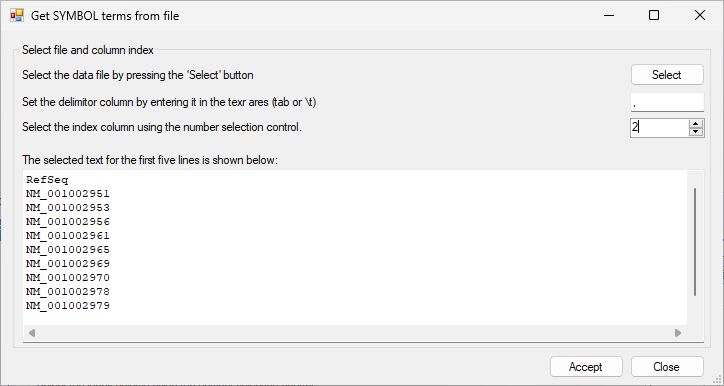 Get SYMBOL terms from file
Select file and column index
Select the data file by pressing the 'Select' button
Select
Set the delimitor column by entering it in the texr ares (tab or \t)
,
Select the index column using the number selection control.
2
The selected text for the first five lines is shown below:
RefSeq
NM_001002951
NM_001002953
NM_001002956
NM_001002961
NM_001002965
NM_001002969
NM_001002970
NM_001002978
NM_001002979
Accept
Close